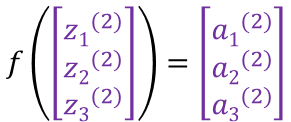 f([z₁⁽²⁾ z₂⁽²⁾ z₃⁽²⁾]) = [a₁⁽²⁾ a₂⁽²⁾ a₃⁽²⁾]